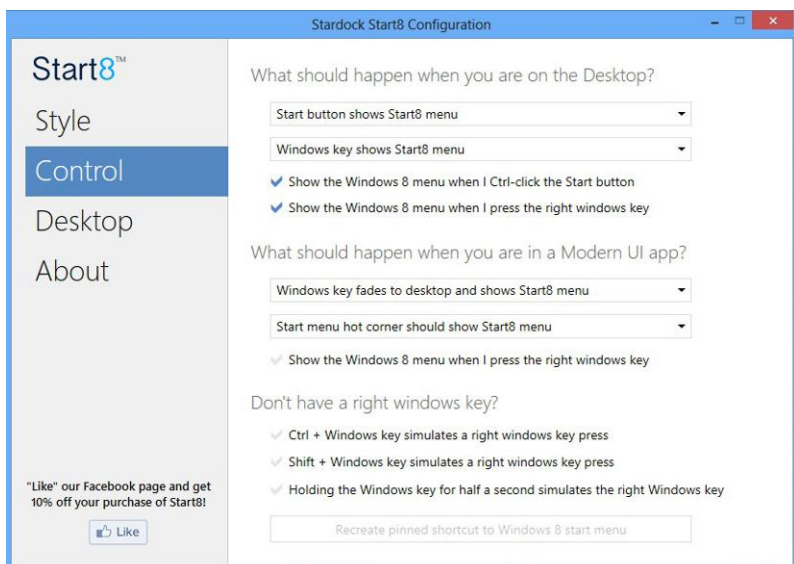 Stardock Start8 Configuration
Start8™
Style
Control
Desktop
About
"Like" our Facebook page and get
10% off your purchase of Start8!
Like
What should happen when you are on the Desktop?
Start button shows Start8 menu
Windows key shows Start8 menu
Show the Windows 8 menu when I Ctrl-click the Start button
Show the Windows 8 menu when I press the right windows key
What should happen when you are in a Modern UI app?
Windows key fades to desktop and shows Start8 menu
Start menu hot corner should show Start8 menu
Show the Windows 8 menu when I press the right windows key
Don't have a right windows key?
Ctrl + Windows key simulates a right windows key press
Shift + Windows key simulates a right windows key press
Holding the Windows key for half a second simulates the right Windows key
Recreate pinned shortcut to Windows 8 start menu